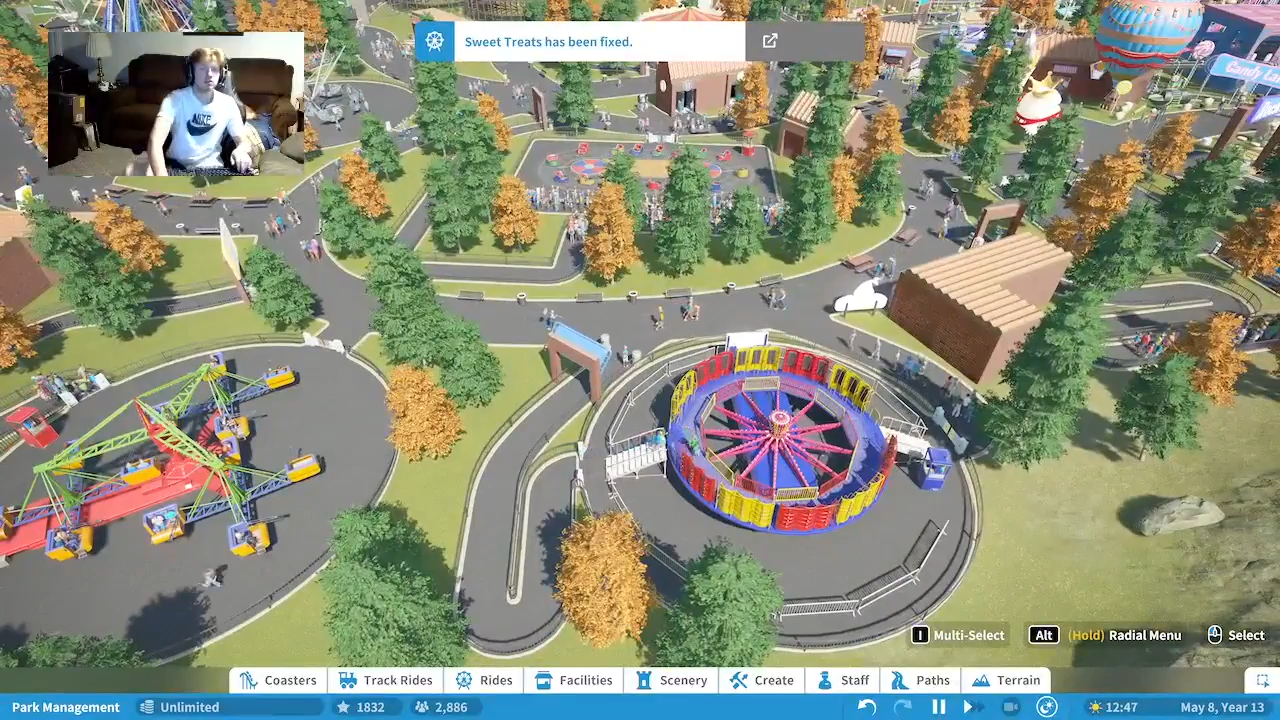 Sweet Treats has been fixed.
NIKE
Candy La
Multi-Select
Alt (Hold) Radial Menu
Select
Coasters
Track Rides
Rides
Facilities
Scenery
Create
Staff
Paths
Terrain
Park Management
Unlimited
1832
2,886
12:47
May 8, Year 13